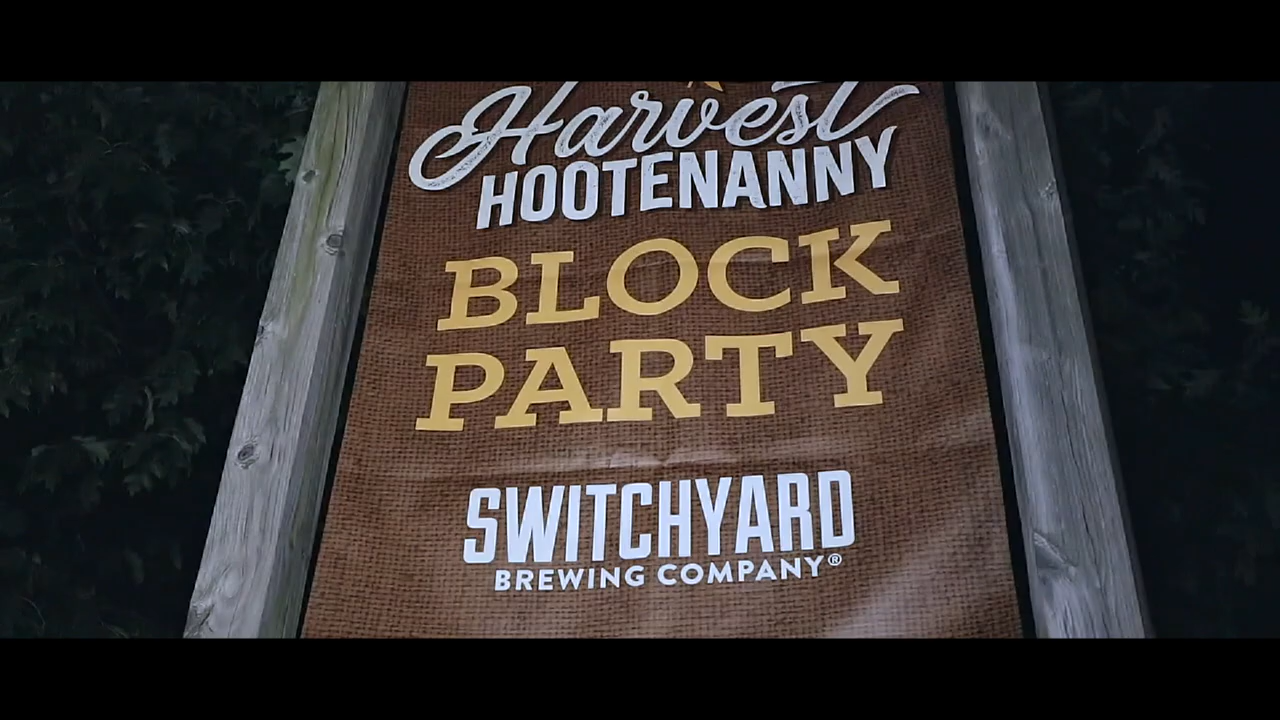 Harvest
HOOTENANNY
BLOCK
PARTY
SWITCHYARD
BREWING COMPANY®